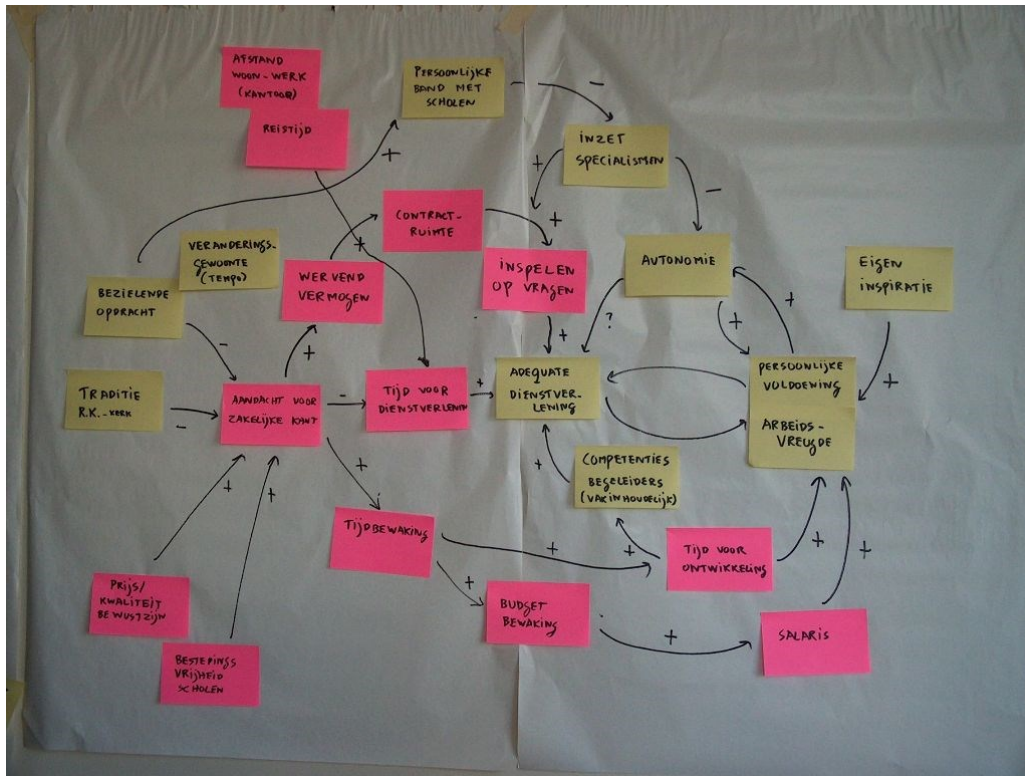 AFSTAND
WOON-WERK
(KANTOOR)
REISTIJD
PERSOONLIJKE
BAND MET
SCHOLEN
-
-
INZET
SPECIALISMEN
+
+
-
CONTRACT-
RUIMTE
+
+
VERANDERINGS-
GEWOONTE
(TEMPO)
WERVEND
VERMOGEN
INSPELEN
OP VRAGEN
AUTONOMIE
EIGEN
INSPIRATIE
BEZIELENDE
OPDRACHT
-
+
+
?
+
+
+
TRADITIE
R.K.-KERK
-
AANDACHT VOOR
ZAKELIJKE KANT
-
TIJD VOOR
DIENSTVERLENEN
+
ADEQUATE
DIENSTVER-
LENING
PERSOONLIJKE
VOLDOENING
ARBEIDS-
VREUGDE
+
+
+
+
COMPETENTIES
BEGELEIDERS
(VAKINHOUDELIJK)
TIJDBEWAKING
+
+
TIJD VOOR
ONTWIKKELING
+
+
PRIJS/
KWALITEIT
BEWUSTZIJN
+
BUDGET
BEWAKING
+
SALARIS
BESTEDINGS
VRIJHEID
SCHOLEN